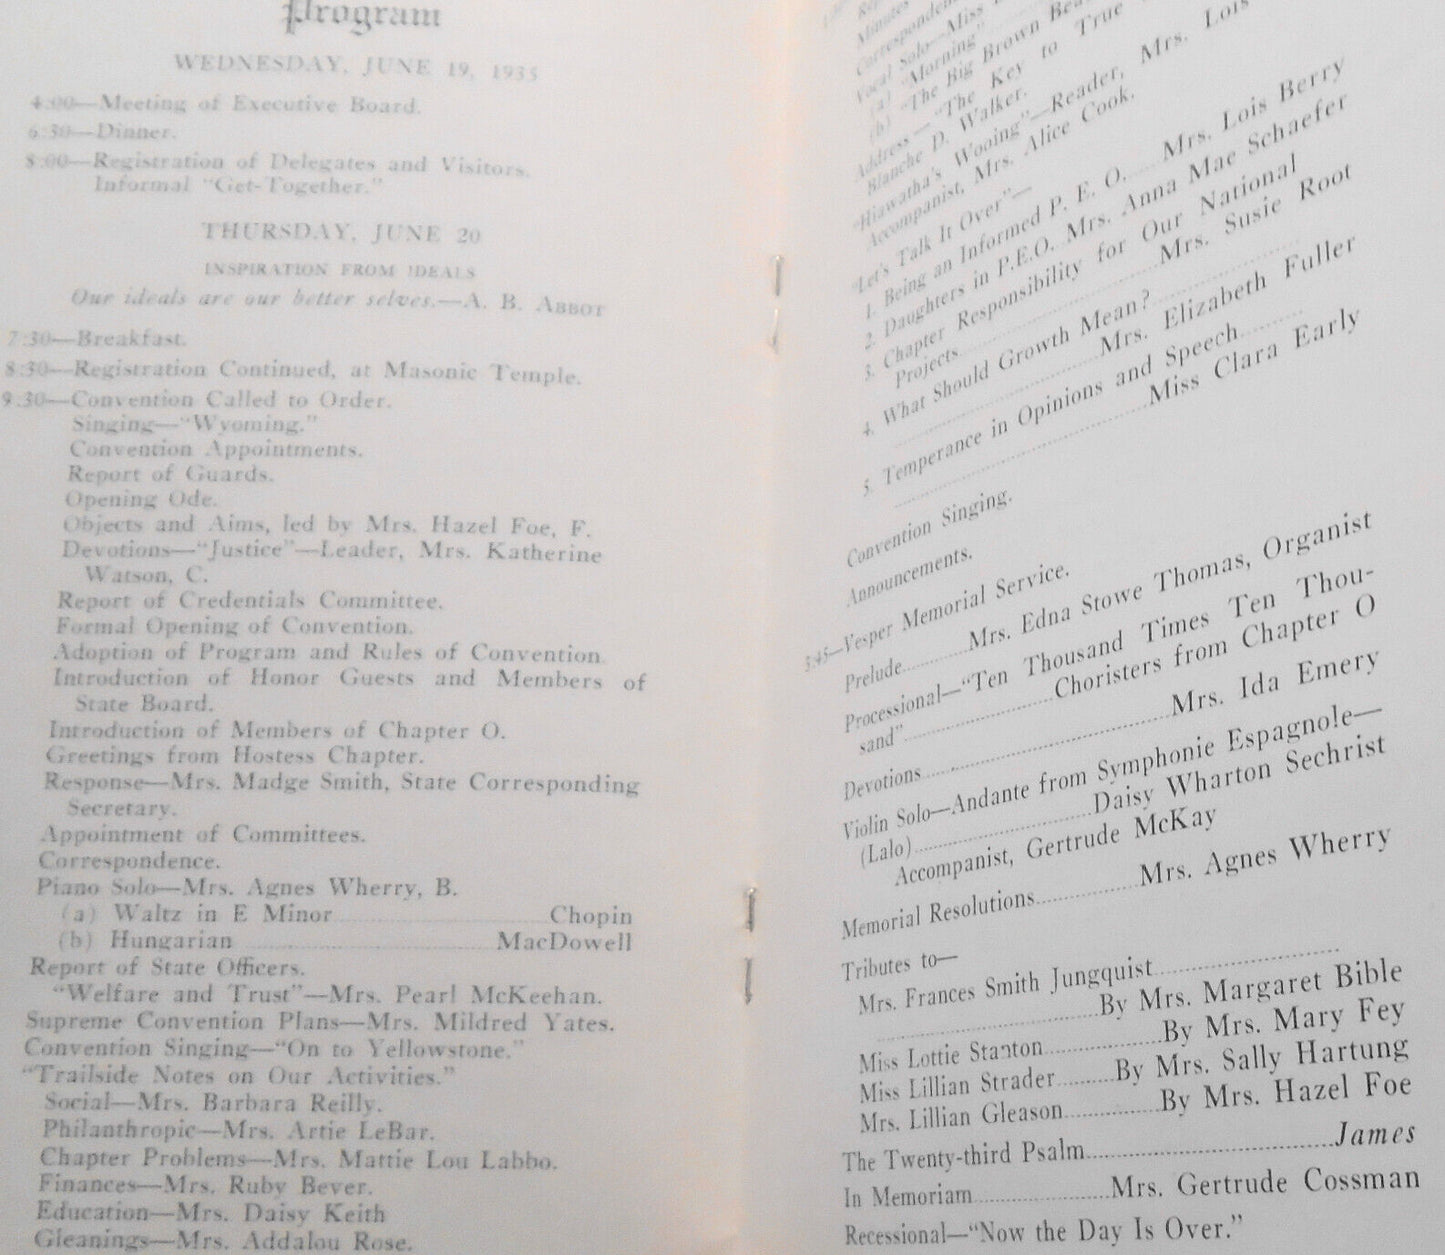 Program
WEDNESDAY, JUNE 19, 1935
4:00—Meeting of Executive Board.
6:30—Dinner.
8:00—Registration of Delegates and Visitors.
Informal "Get-Together."
THURSDAY, JUNE 20
INSPIRATION FROM IDEALS
Our ideals are our better selves.—A. B. ABBOT
7:30—Breakfast.
8:30—Registration Continued, at Masonic Temple.
9:30—Convention Called to Order.
Singing—"Wyoming."
Convention Appointments.
Report of Guards.
Opening Ode.
Objects and Aims, led by Mrs. Hazel Foe, F.
Devotions—"Justice"—Leader, Mrs. Katherine
Watson, C.
Report of Credentials Committee.
Formal Opening of Convention.
Adoption of Program and Rules of Convention.
Introduction of Honor Guests and Members of
State Board.
Introduction of Members of Chapter O.
Greetings from Hostess Chapter.
Response—Mrs. Madge Smith, State Corresponding
Secretary.
Appointment of Committees.
Correspondence.
Piano Solo—Mrs. Agnes Wherry, B.
(a) Waltz in E Minor..........Chopin
(b) Hungarian..........MacDowell
Report of State Officers.
"Welfare and Trust"—Mrs. Pearl McKeehan.
Supreme Convention Plans—Mrs. Mildred Yates.
Convention Singing—"On to Yellowstone."
"Trailside Notes on Our Activities."
Social—Mrs. Barbara Reilly.
Philanthropic—Mrs. Artie LeBar.
Chapter Problems—Mrs. Mattie Lou Labbo.
Finances—Mrs. Ruby Bever.
Education—Mrs. Daisy Keith
Gleanings—Mrs. Addalou Rose.
Minutes
Vocal Solo—Miss
(a) "Morning"
(b) "The Big Brown
Address—"The Key to True
Blanche D. Walker.
"Hiawatha's Wooing"—Reader, Mrs. Lois
Accompanist, Mrs. Alice Cook.
"Let's Talk It Over"—
1. Being an Informed P. E. O.....Mrs. Lois Berry
2. Daughters in P.E.O...Mrs. Anna Mae Schaefer
3. Chapter Responsibility for Our National
Projects..........Mrs. Susie Root
4. What Should Growth Mean?..........
..........Mrs. Elizabeth Fuller
5. Temperance in Opinions and Speech..........
..........Miss Clara Early
Convention Singing.
Announcements.
5:45—Vesper Memorial Service.
Prelude..........Mrs. Edna Stowe Thomas, Organist
Processional—"Ten Thousand Times Ten Thou-
sand"..........Choristers from Chapter O
Devotions..........Mrs. Ida Emery
Violin Solo—Andante from Symphonie Espagnole—
(Lalo)..........Daisy Wharton Sechrist
Accompanist, Gertrude McKay
Memorial Resolutions..........Mrs. Agnes Wherry
Tributes to—
Mrs. Frances Smith Jungquist..........
..........By Mrs. Margaret Bible
Miss Lottie Stanton..........By Mrs. Mary Fey
Miss Lillian Strader..........By Mrs. Sally Hartung
Mrs. Lillian Gleason..........By Mrs. Hazel Foe
The Twenty-third Psalm..........James
In Memoriam..........Mrs. Gertrude Cossman
Recessional—"Now the Day Is Over."